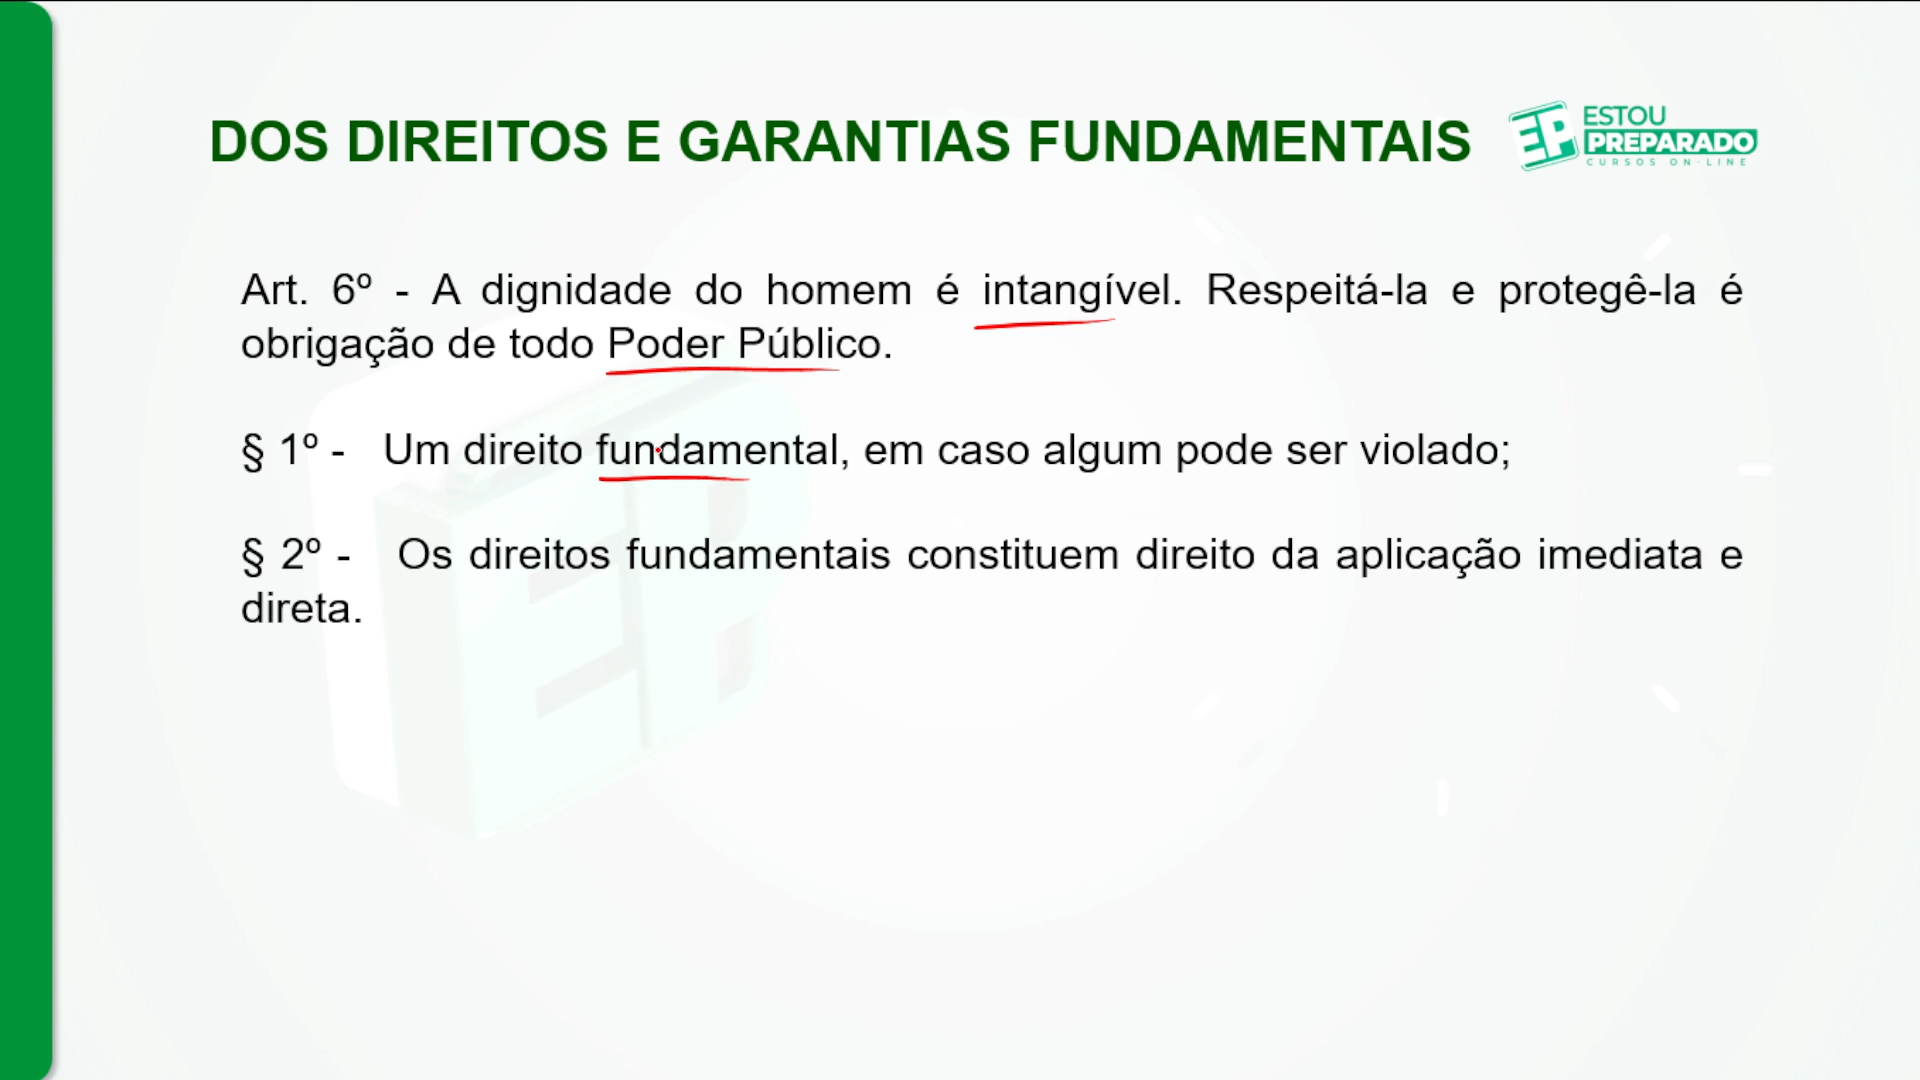 DOS DIREITOS E GARANTIAS FUNDAMENTAIS
EP ESTOU
PREPARADO
CURSOS ON-LINE
Art. 6º - A dignidade do homem é intangível. Respeitá-la e protegê-la é
obrigação de todo Poder Público.
§ 1º - Um direito fundamental, em caso algum pode ser violado;
§ 2º - Os direitos fundamentais constituem direito da aplicação imediata e
direta.
EP